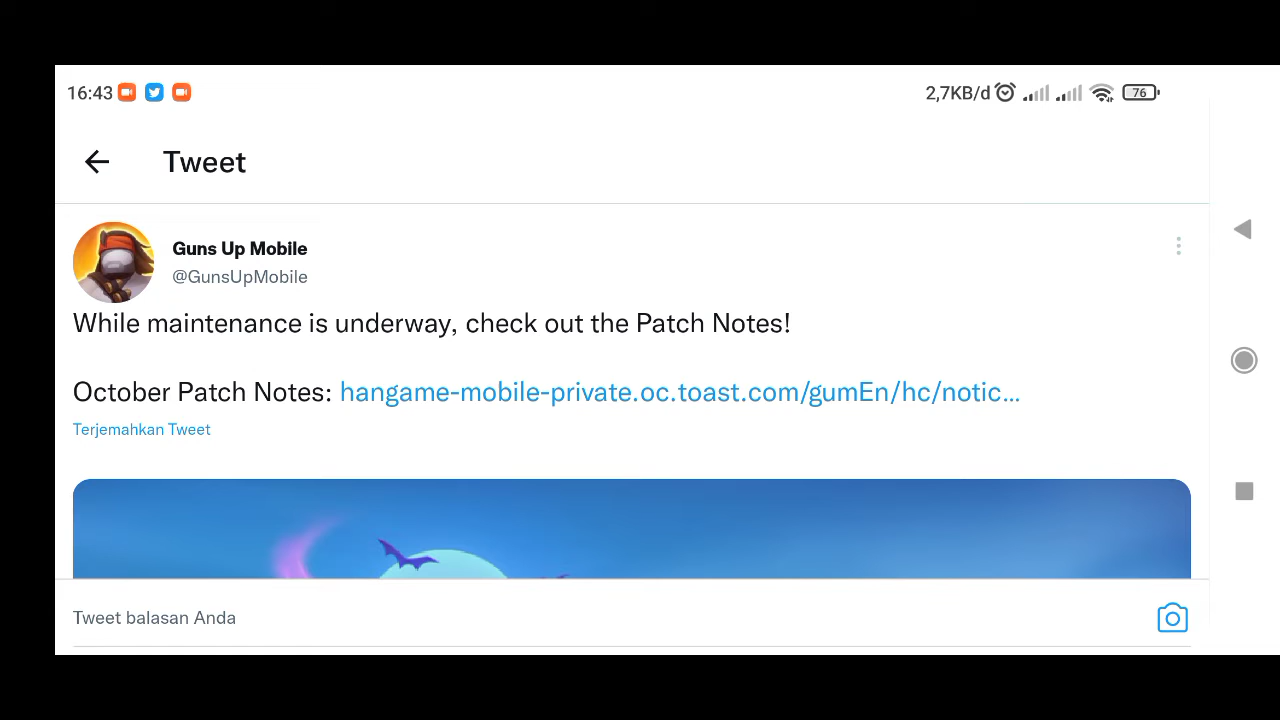 16:43
2,7KB/d
76
Tweet
Guns Up Mobile
@GunsUpMobile
While maintenance is underway, check out the Patch Notes!
October Patch Notes: hangame-mobile-private.oc.toast.com/gumEn/hc/notic...
Terjemahkan Tweet
Tweet balasan Anda